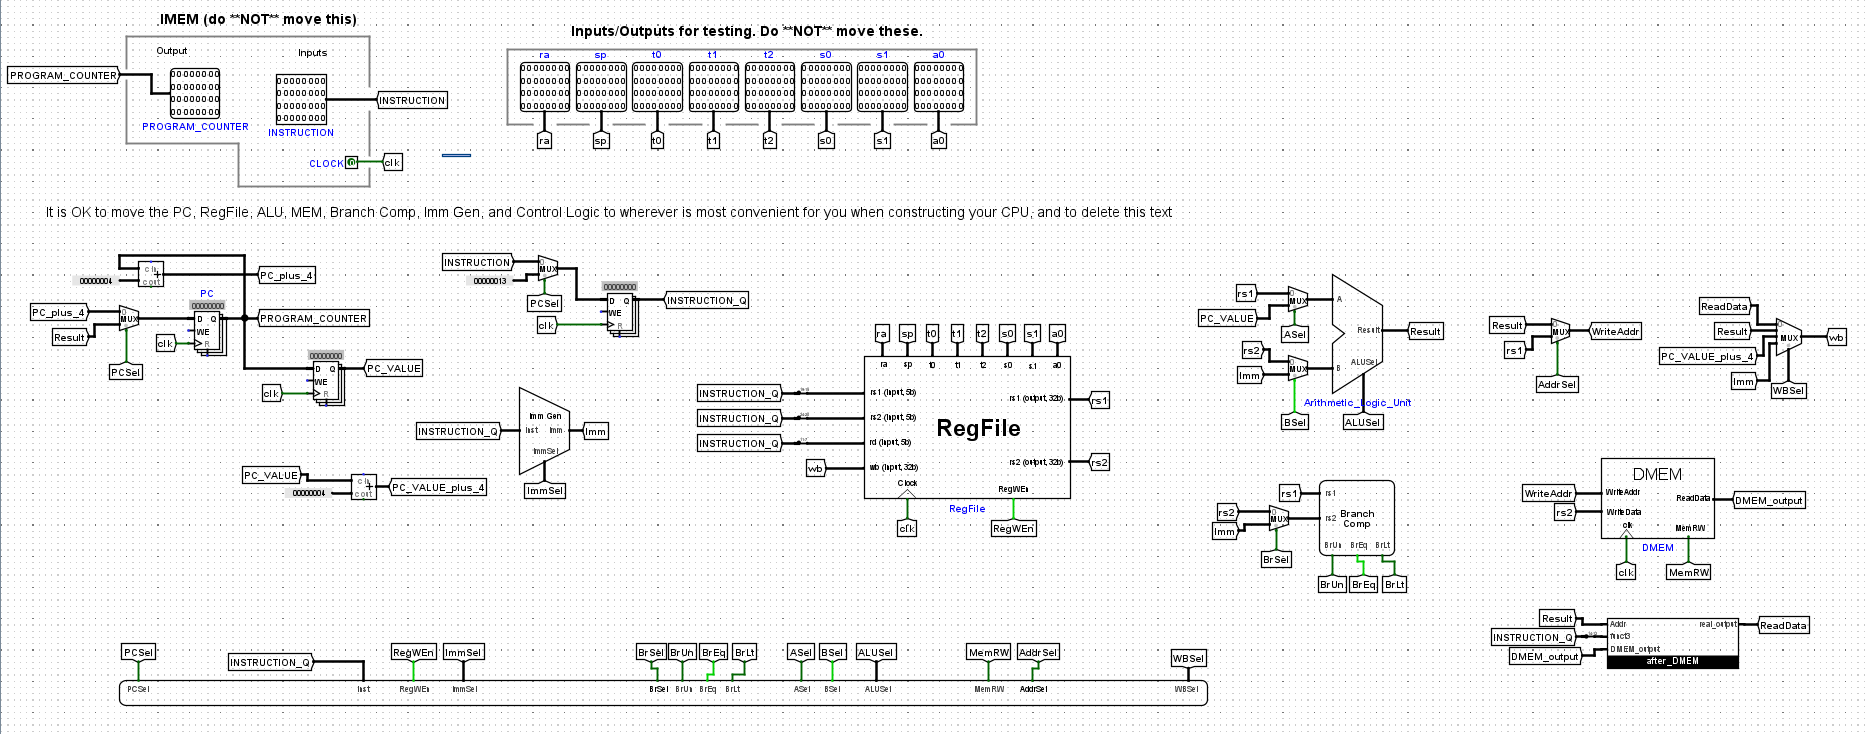 IMEM (do **NOT** move this)
Output
Inputs
PROGRAM_COUNTER
PROGRAM_COUNTER
INSTRUCTION
INSTRUCTION
CLOCK
clk
Inputs/Outputs for testing. Do **NOT** move these.
ra sp t0 t1 t2 s0 s1 a0
ra sp t0 t1 t2 s0 s1 a0
It is OK to move the PC, RegFile, ALU, MEM, Branch Comp, Imm Gen, and Control Logic to wherever is most convenient for you when constructing your CPU, and to delete this text
00000004
PC_plus_4
PC
00000000
PC_plus_4
Result
MUX
D Q
WE
R
PROGRAM_COUNTER
clk
PCSel
00000000
D Q
WE
R
PC_VALUE
clk
INSTRUCTION
00000013
MUX
PCSel
00000000
D Q
WE
R
INSTRUCTION_Q
clk
PC_VALUE
00000004
PC_VALUE_plus_4
Imm Gen
INSTRUCTION_Q
Inst Imm
Imm
ImmSel
ImmSel
ra sp t0 t1 t2 s0 s1 a0
ra sp t0 t1 t2 s0 s1 a0
INSTRUCTION_Q
rs1 (input, 5b)
rs1 (output, 32b)
rs1
INSTRUCTION_Q
rs2 (input, 5b)
RegFile
INSTRUCTION_Q
rd (input, 5b)
wb
wb (input, 32b)
rs2 (output, 32b)
rs2
Clock
RegWEn
RegFile
clk
RegWEn
rs1
PC_VALUE
MUX
ASel
A
rs2
Imm
MUX
BSel
B
Result
Result
ALUSel
Arithmetic_Logic_Unit
ALUSel
Result
rs1
MUX
WriteAddr
AddrSel
ReadData
Result
PC_VALUE_plus_4
Imm
MUX
wb
WBSel
rs1
rs2
Imm
MUX
BrSel
rs1
Branch
Comp
rs2
BrUn BrEq BrLt
BrUn BrEq BrLt
DMEM
WriteAddr
WriteAddr
ReadData
DMEM_output
rs2
WriteData
clk
MemRW
DMEM
clk
MemRW
Result
Addr
real_output
ReadData
INSTRUCTION_Q
funct3
DMEM_output
DMEM_output
after_DMEM
PCSel
INSTRUCTION_Q
RegWEn ImmSel
BrSel BrUn BrEq BrLt
ASel BSel ALUSel
MemRW AddrSel
WBSel
PCSel Inst RegWEn ImmSel BrSel BrUn BrEq BrLt ASel BSel ALUSel MemRW AddrSel WBSel